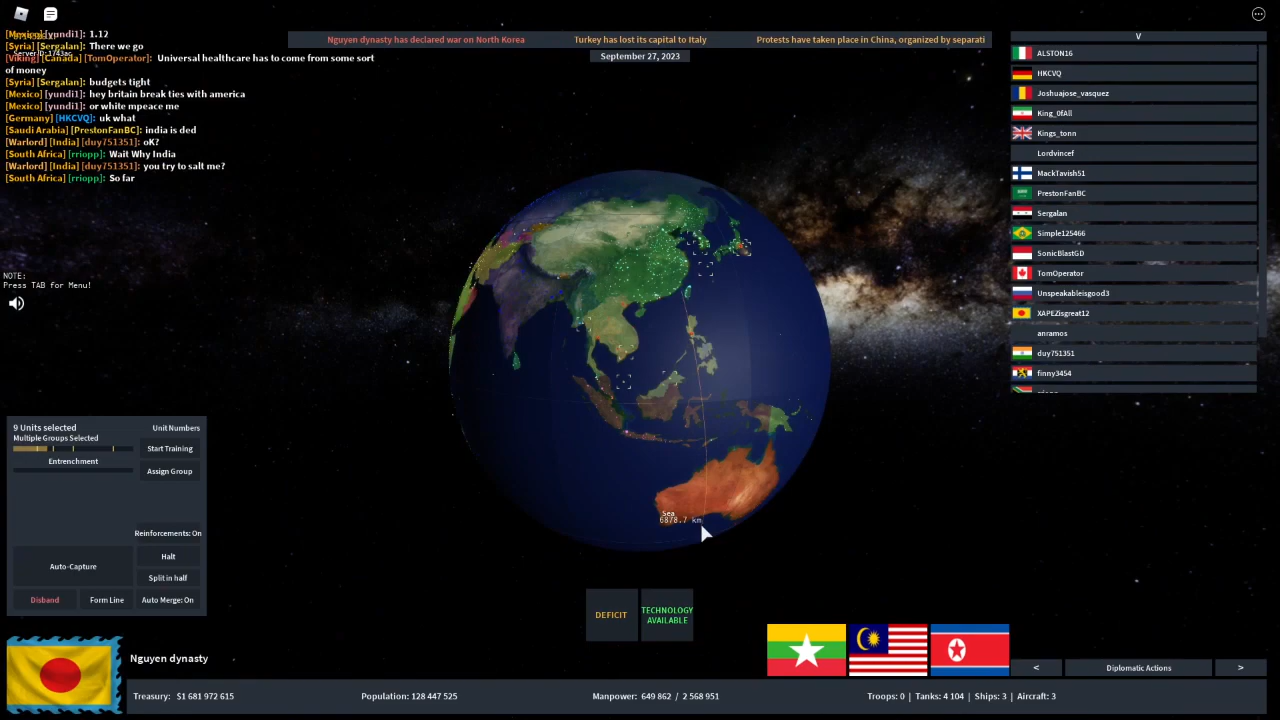 [Mexico] [yundi1]: 1.12
[Syria] [Sergalan]: There we go
[Viking] [Canada] [TomOperator]: Universal healthcare has to come from some sort
of money
[Syria] [Sergalan]: budgets tight
[Mexico] [yundi1]: hey britain break ties with america
[Mexico] [yundi1]: or white mpeace me
[Germany] [HKCVQ]: uk what
[Saudi Arabia] [PrestonFanBC]: india is ded
[Warlord] [India] [duy751351]: oK?
[South Africa] [rriopp]: Wait Why India
[Warlord] [India] [duy751351]: you try to salt me?
[South Africa] [rriopp]: So far
Nguyen dynasty has declared war on North Korea
Turkey has lost its capital to Italy
Protests have taken place in China, organized by separati
September 27, 2023
V
ALSTON16
HKCVQ
Joshuajose_vasquez
King_0fAll
Kings_tonn
Lordvincef
MackTavish51
PrestonFanBC
Sergalan
Simple125466
SonicBlastGD
TomOperator
Unspeakableisgood3
XAPEZisgreat12
anramos
duy751351
finny3454
NOTE:
Press TAB for Menu!
Sea
6878.7 km
9 Units selected
Unit Numbers
Multiple Groups Selected
Start Training
Entrenchment
Assign Group
Reinforcements: On
Auto-Capture
Halt
Split in half
Disband
Form Line
Auto Merge: On
DEFICIT
TECHNOLOGY
AVAILABLE
Nguyen dynasty
<
Diplomatic Actions
>
Treasury: $1 681 972 615
Population: 128 447 525
Manpower: 649 862 / 2 568 951
Troops: 0 | Tanks: 4 104 | Ships: 3 | Aircraft: 3